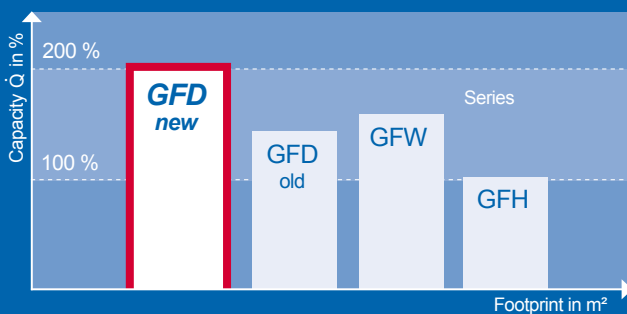 Capacity Q̇ in %
200 %
100 %
GFD
new
GFD
old
GFW
GFH
Series
Footprint in m²